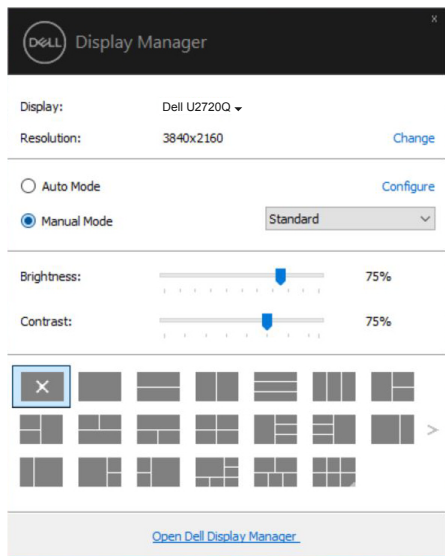 DELL Display Manager
x
Display: Dell U2720Q
Resolution: 3840x2160 Change
Auto Mode Configure
Manual Mode Standard
Brightness: 75%
Contrast: 75%
Open Dell Display Manager